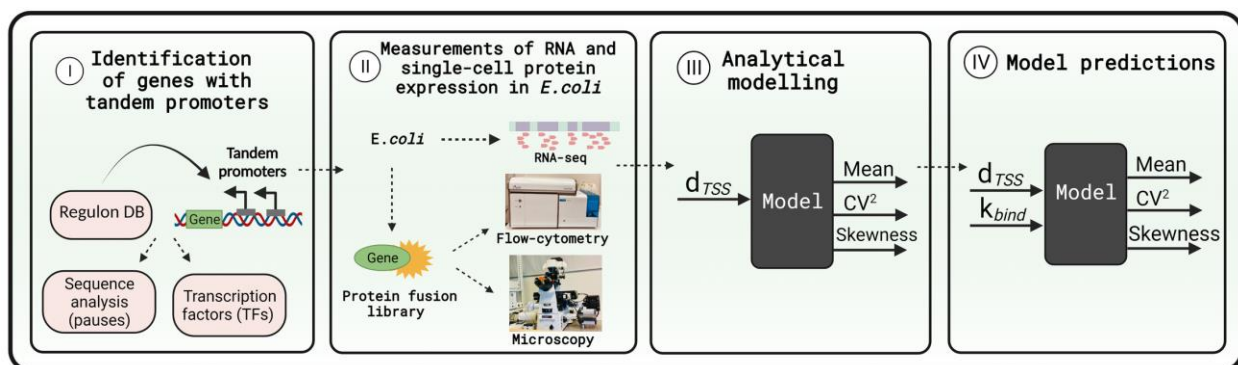 I
Identification
of genes with
tandem promoters
Tandem
promoters
Regulon DB
Gene
Sequence
analysis
(pauses)
Transcription
factors (TFs)
II
Measurements of RNA and
single-cell protein
expression in E.coli
E.coli
RNA-seq
Flow-cytometry
Gene
Protein fusion
library
Microscopy
III
Analytical
modelling
dTSS
Model
Mean
CV²
Skewness
IV
Model predictions
dTSS
kbind
Model
Mean
CV²
Skewness